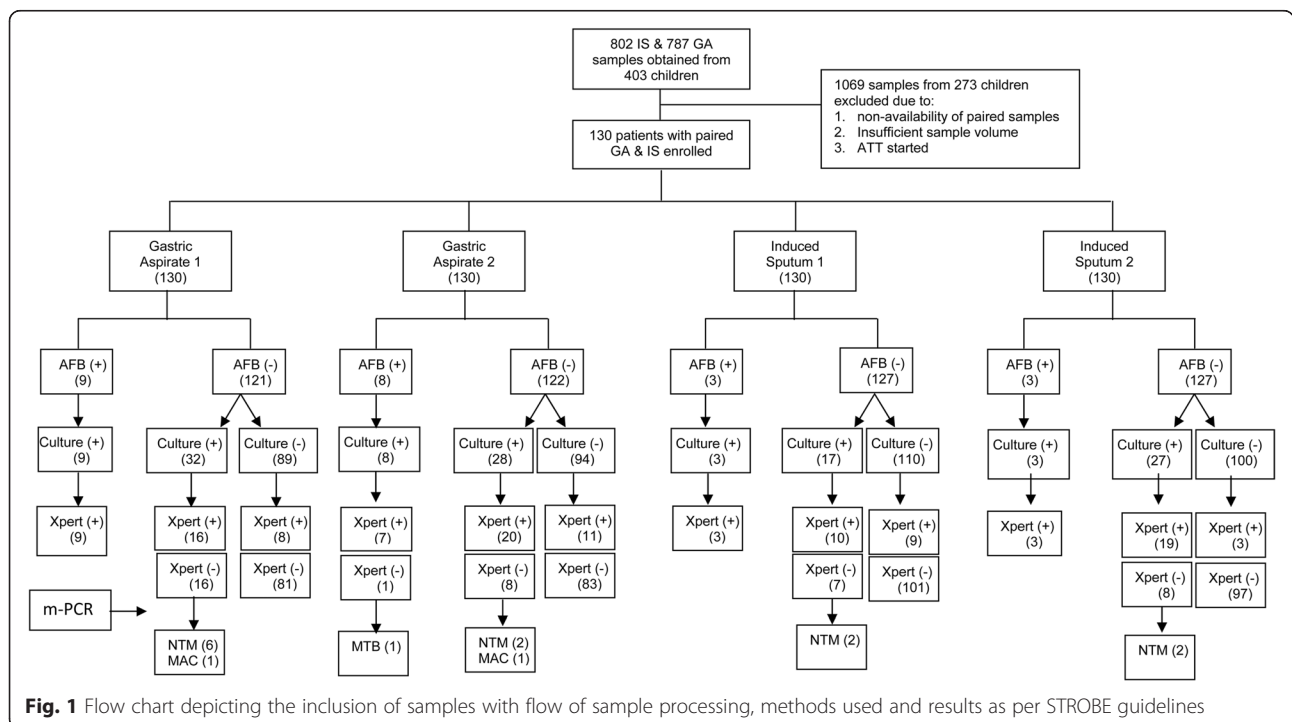 802 IS & 787 GA
samples obtained from
403 children
1069 samples from 273 children
excluded due to:
1. non-availability of paired samples
2. Insufficient sample volume
3. ATT started
130 patients with paired
GA & IS enrolled
Gastric
Aspirate 1
(130)
Gastric
Aspirate 2
(130)
Induced
Sputum 1
(130)
Induced
Sputum 2
(130)
AFB (+)
(9)
AFB (-)
(121)
AFB (+)
(8)
AFB (-)
(122)
AFB (+)
(3)
AFB (-)
(127)
AFB (+)
(3)
AFB (-)
(127)
Culture (+)
(9)
Culture (+)
(32)
Culture (-)
(89)
Culture (+)
(8)
Culture (+)
(28)
Culture (-)
(94)
Culture (+)
(3)
Culture (+)
(17)
Culture (-)
(110)
Culture (+)
(3)
Culture (+)
(27)
Culture (-)
(100)
Xpert (+)
(9)
Xpert (+)
(16)
Xpert (+)
(8)
Xpert (+)
(7)
Xpert (+)
(20)
Xpert (+)
(11)
Xpert (+)
(3)
Xpert (+)
(10)
Xpert (+)
(9)
Xpert (+)
(3)
Xpert (+)
(19)
Xpert (+)
(3)
Xpert (-)
(16)
Xpert (-)
(81)
Xpert (-)
(1)
Xpert (-)
(8)
Xpert (-)
(83)
Xpert (-)
(7)
Xpert (-)
(101)
Xpert (-)
(8)
Xpert (-)
(97)
m-PCR
NTM (6)
MAC (1)
MTB (1)
NTM (2)
MAC (1)
NTM (2)
NTM (2)
Fig. 1 Flow chart depicting the inclusion of samples with flow of sample processing, methods used and results as per STROBE guidelines